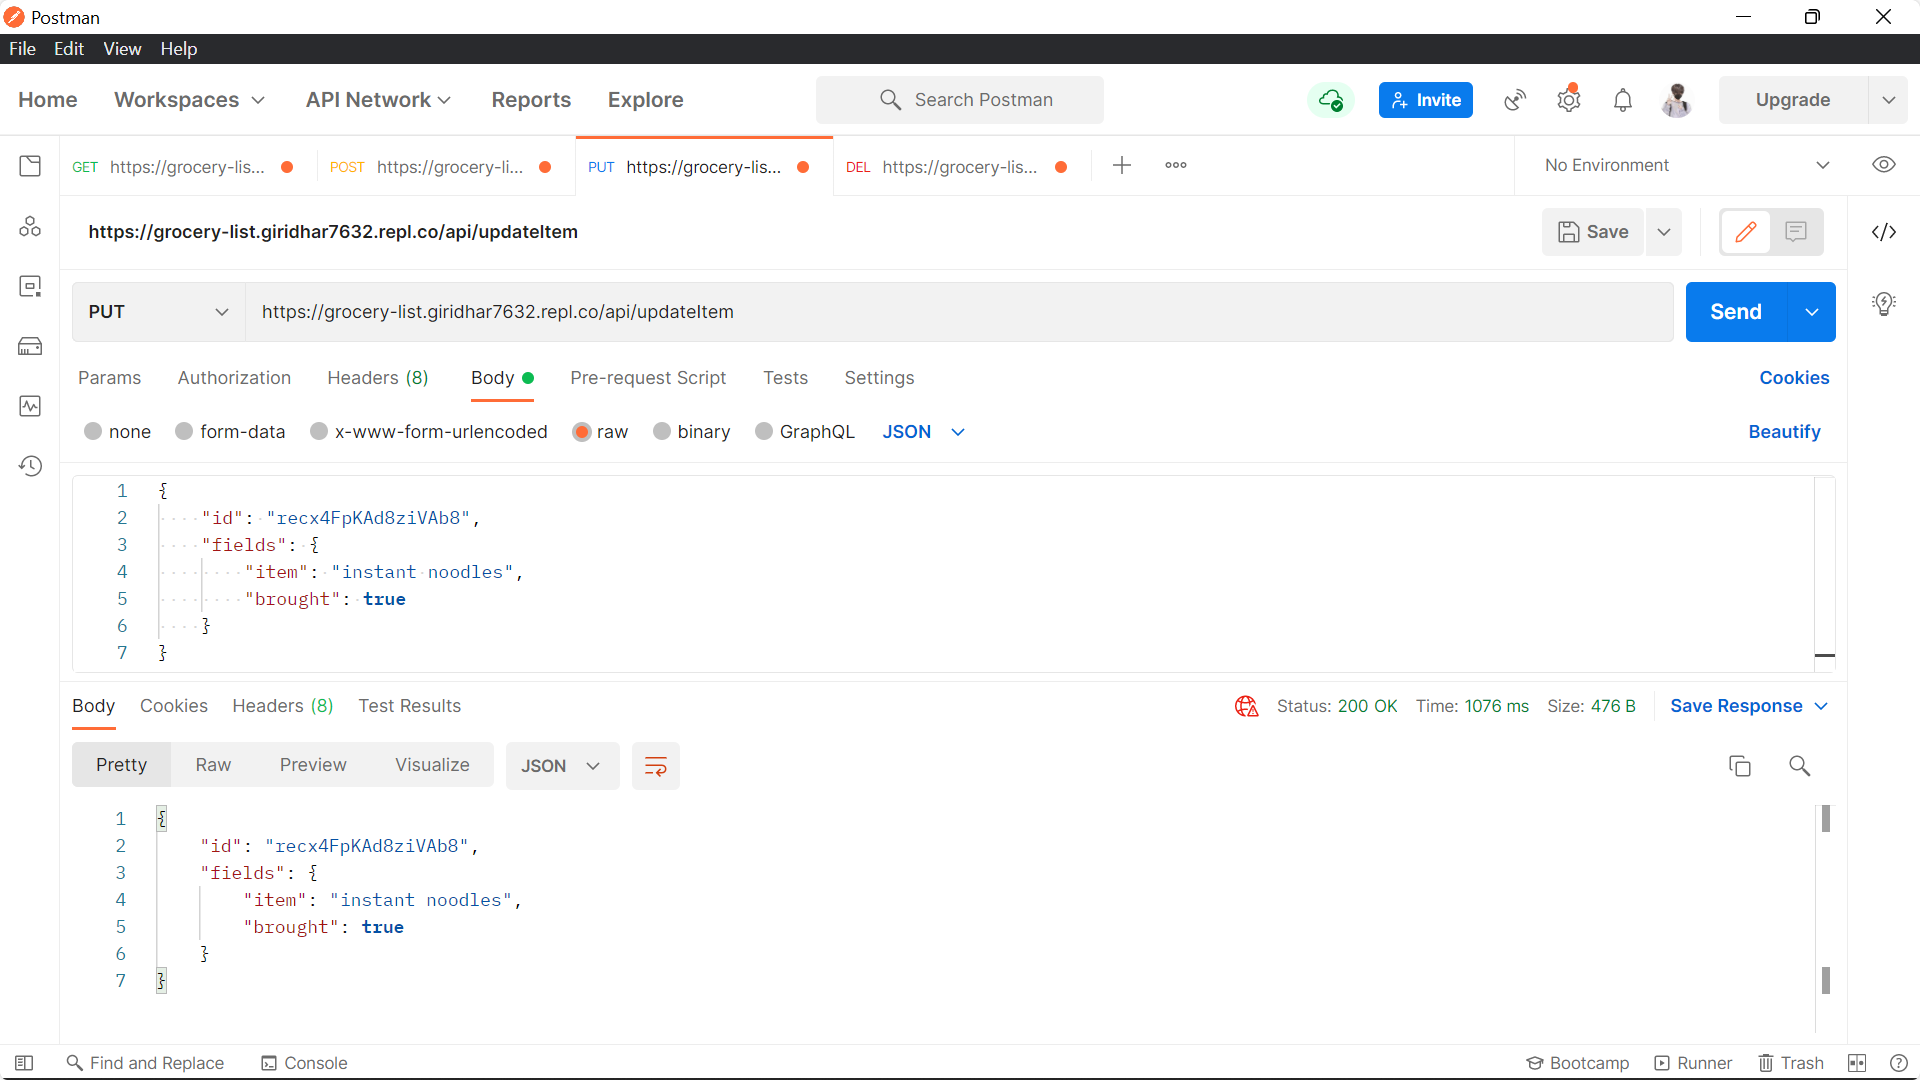 Postman
File Edit View Help
Home Workspaces API Network Reports Explore Search Postman Invite Upgrade
GET https://grocery-lis... POST https://grocery-li... PUT https://grocery-lis... DEL https://grocery-lis... No Environment
https://grocery-list.giridhar7632.repl.co/api/updateItem Save
PUT https://grocery-list.giridhar7632.repl.co/api/updateItem Send
Params Authorization Headers (8) Body Pre-request Script Tests Settings Cookies
none form-data x-www-form-urlencoded raw binary GraphQL JSON Beautify
1 {
2 "id": "recx4FpKAd8ziVAb8",
3 "fields": {
4 "item": "instant noodles",
5 "brought": true
6 }
7 }
Body Cookies Headers (8) Test Results Status: 200 OK Time: 1076 ms Size: 476 B Save Response
Pretty Raw Preview Visualize JSON
1 {
2 "id": "recx4FpKAd8ziVAb8",
3 "fields": {
4 "item": "instant noodles",
5 "brought": true
6 }
7 }
Find and Replace Console Bootcamp Runner Trash